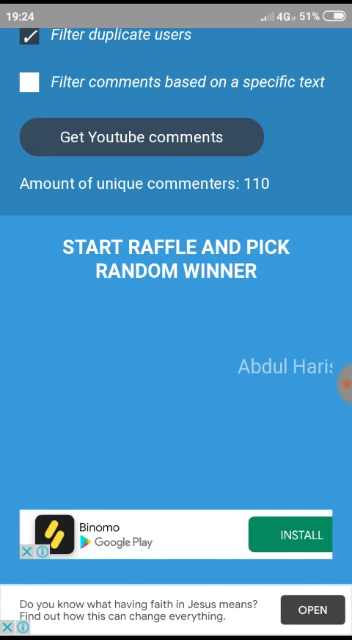 19:24
4G 51%
Filter duplicate users
Filter comments based on a specific text
Get Youtube comments
Amount of unique commenters: 110
START RAFFLE AND PICK
RANDOM WINNER
Abdul Haris
Binomo
Google Play
INSTALL
Do you know what having faith in Jesus means?
Find out how this can change everything.
OPEN